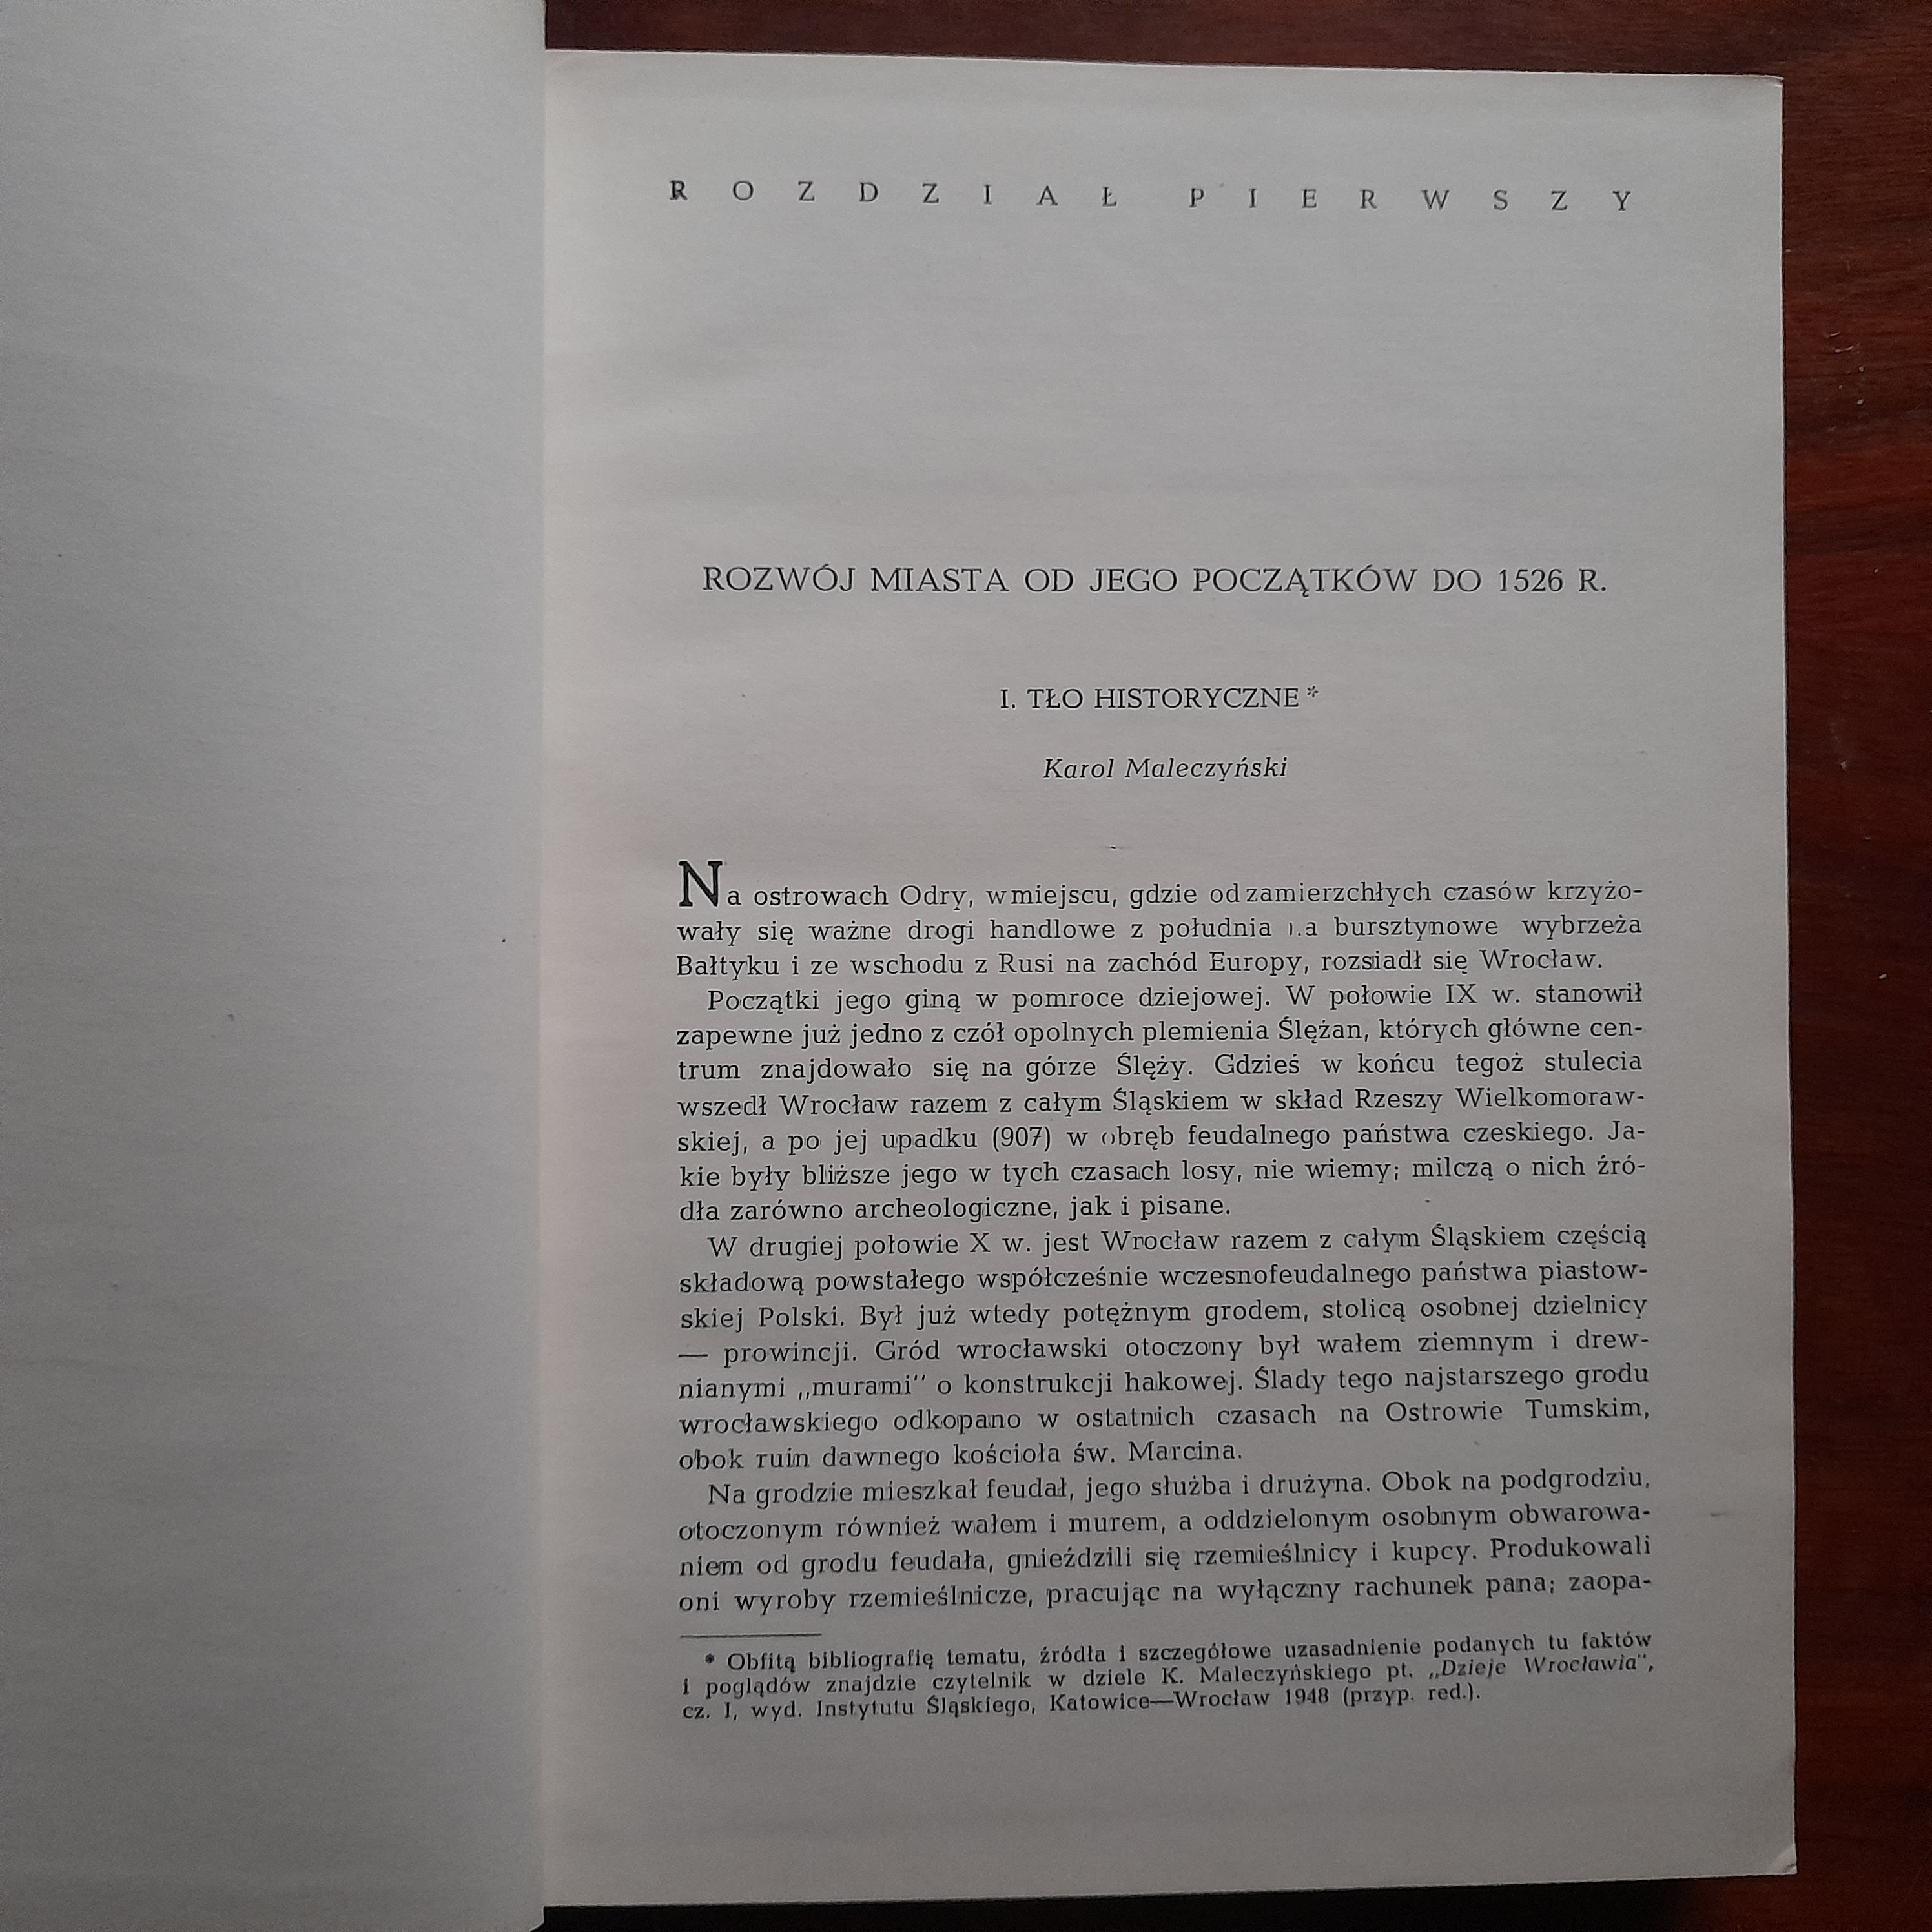 ROZDZIAŁ PIERWSZY
ROZWÓJ MIASTA OD JEGO POCZĄTKÓW DO 1526 R.
I. TŁO HISTORYCZNE *
Karol Maleczyński
Na ostrowach Odry, w miejscu, gdzie od zamierzchłych czasów krzyżo-
wały się ważne drogi handlowe z południa na bursztynowe wybrzeża
Bałtyku i ze wschodu z Rusi na zachód Europy, rozsiadł się Wrocław.
Początki jego giną w pomroce dziejowej. W połowie IX w. stanowił
zapewne już jedno z czół opolnych plemienia Ślężan, których główne cen-
trum znajdowało się na górze Ślęży. Gdzieś w końcu tegoż stulecia
wszedł Wrocław razem z całym Śląskiem w skład Rzeszy Wielkomoraw-
skiej, a po jej upadku (907) w obręb feudalnego państwa czeskiego. Ja-
kie były bliższe jego w tych czasach losy, nie wiemy; milczą o nich źró-
dła zarówno archeologiczne, jak i pisane.
W drugiej połowie X w. jest Wrocław razem z całym Śląskiem częścią
składową powstałego współcześnie wczesnofeudalnego państwa piastow-
skiej Polski. Był już wtedy potężnym grodem, stolicą osobnej dzielnicy
— prowincji. Gród wrocławski otoczony był wałem ziemnym i drew-
nianymi „murami" o konstrukcji hakowej. Ślady tego najstarszego grodu
wrocławskiego odkopano w ostatnich czasach na Ostrowie Tumskim,
obok ruin dawnego kościoła św. Marcina.
Na grodzie mieszkał feudał, jego służba i drużyna. Obok na podgrodziu,
otoczonym również wałem i murem, a oddzielonym osobnym obwarowa-
niem od grodu feudała, gnieździli się rzemieślnicy i kupcy. Produkowali
oni wyroby rzemieślnicze, pracując na wyłączny rachunek pana; zaopa-
* Obfitą bibliografię tematu, źródła i szczegółowe uzasadnienie podanych tu faktów
i poglądów znajdzie czytelnik w dziele K. Maleczyńskiego pt. „Dzieje Wrocławia",
cz. I, wyd. Instytutu Śląskiego, Katowice—Wrocław 1948 (przyp. red.).